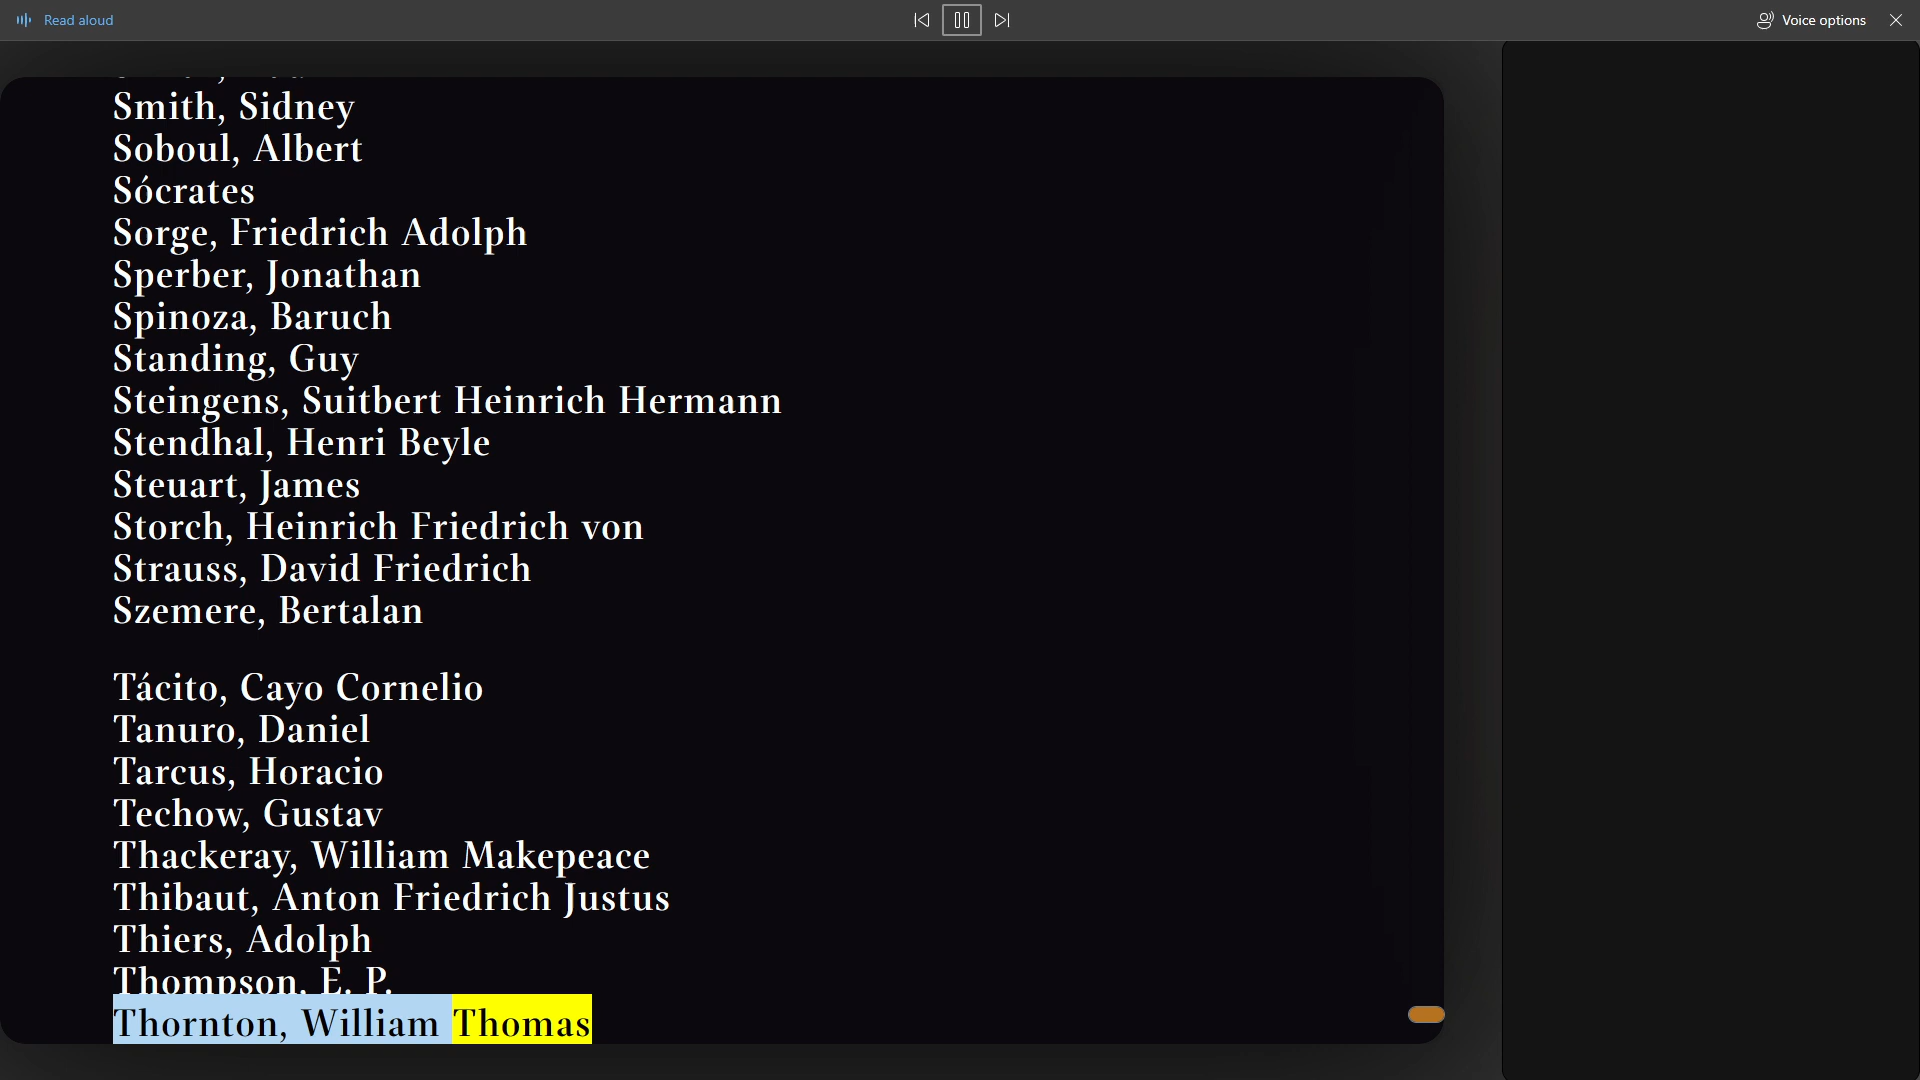 Read aloud
Voice options
Smith, Sidney
Soboul, Albert
Sócrates
Sorge, Friedrich Adolph
Sperber, Jonathan
Spinoza, Baruch
Standing, Guy
Steingens, Suitbert Heinrich Hermann
Stendhal, Henri Beyle
Steuart, James
Storch, Heinrich Friedrich von
Strauss, David Friedrich
Szemere, Bertalan
Tácito, Cayo Cornelio
Tanuro, Daniel
Tarcus, Horacio
Techow, Gustav
Thackeray, William Makepeace
Thibaut, Anton Friedrich Justus
Thiers, Adolph
Thompson, E. P.
Thornton, William Thomas